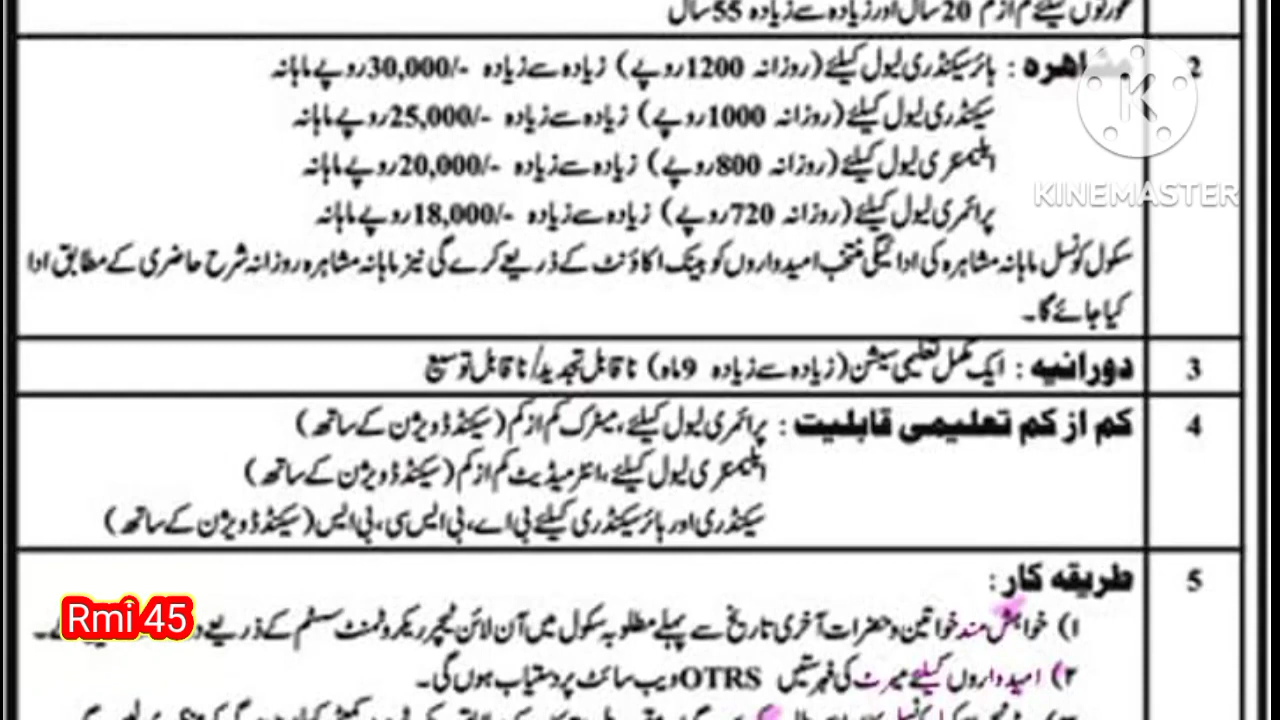 عورتوں کیلئے کم از کم 20 سال اور زیادہ سے زیادہ 55 سال
2 مشاہرہ : ہائر سیکنڈری لیول کیلئے (روزانہ 1200 روپے) زیادہ سے زیادہ -/30,000 روپے ماہانہ
سیکنڈری لیول کیلئے (روزانہ 1000 روپے) زیادہ سے زیادہ -/25,000 روپے ماہانہ
ایلیمنٹری لیول کیلئے (روزانہ 800 روپے) زیادہ سے زیادہ -/20,000 روپے ماہانہ
پرائمری لیول کیلئے (روزانہ 720 روپے) زیادہ سے زیادہ -/18,000 روپے ماہانہ
سکول کونسل ماہانہ مشاہرہ کی ادائیگی منتخب امیدواروں کو بینک اکاؤنٹ کے ذریعے کرے گی نیز ماہانہ مشاہرہ روزانہ شرح حاضری کے مطابق ادا
کیا جائے گا۔
3 دورانیہ : ایک مکمل تعلیمی سیشن (زیادہ سے زیادہ 9 ماہ) ناقابل تجدید/ناقابل توسیع
4 کم از کم تعلیمی قابلیت : پرائمری لیول کیلئے، میٹرک کم از کم (سیکنڈ ڈویژن کے ساتھ)
ایلیمنٹری لیول کیلئے، انٹرمیڈیٹ کم از کم (سیکنڈ ڈویژن کے ساتھ)
سیکنڈری اور ہائر سیکنڈری کیلئے بی اے، بی ایس سی، بی ایس (سیکنڈ ڈویژن کے ساتھ)
5 طریقہ کار :
۱) خواہش مند خواتین و حضرات آخری تاریخ سے پہلے مطلوبہ سکول میں آن لائن ٹیچر ریکروٹمنٹ سسٹم کے ذریعے
۲) امیدواروں کیلئے میرٹ کی فہرستیں OTRS ویب سائٹ پر دستیاب ہوں گی۔
KINEMASTER
Rmi 45